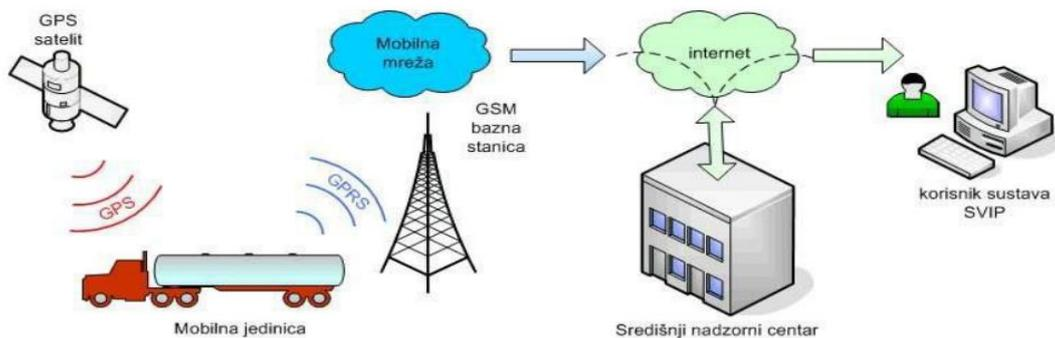 GPS
satelit
Mobilna
mreža
internet
GSM
bazna
stanica
GPS
GPRS
korisnik sustava
SVIP
Mobilna jedinica
Središnji nadzorni centar